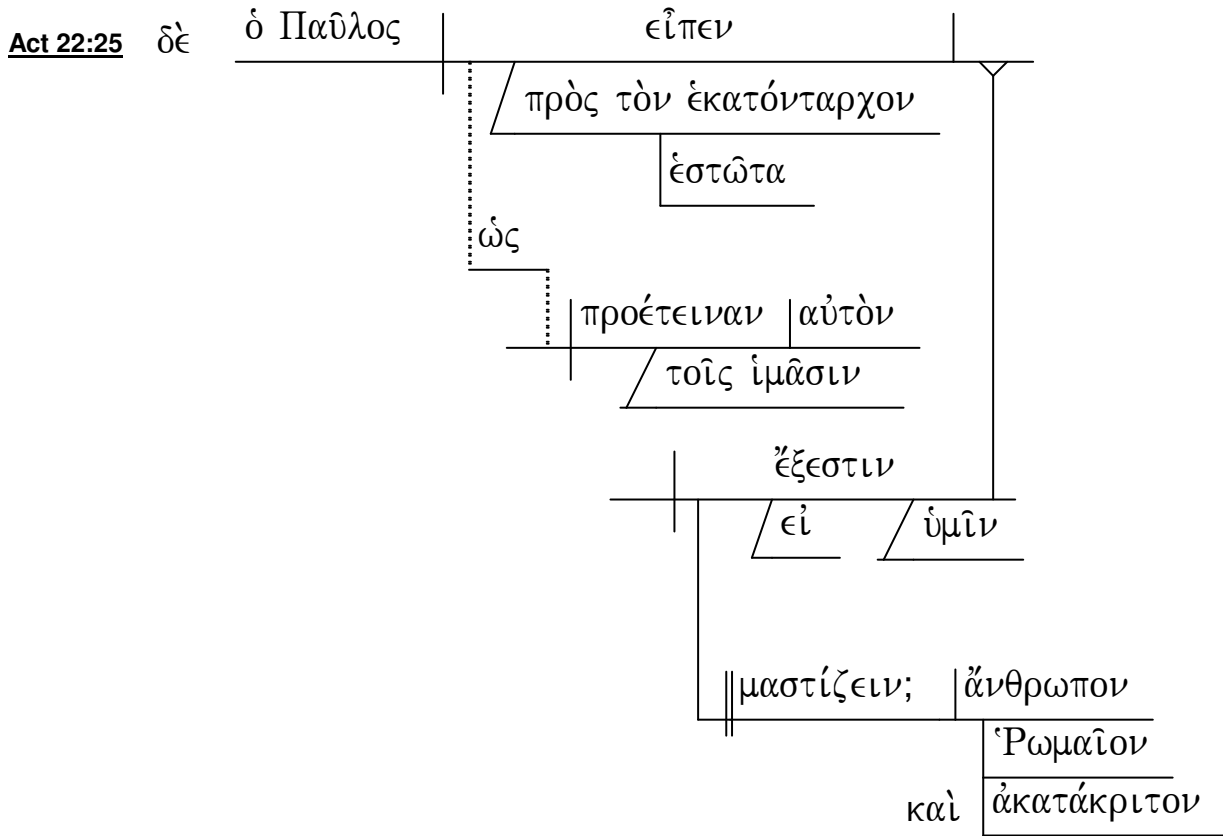 Act 22:25 δὲ ὁ Παῦλος εἶπεν
πρὸς τὸν ἑκατόνταρχον
ἑστῶτα
ὡς
προέτειναν αὐτὸν
τοῖς ἱμᾶσιν
ἔξεστιν
εἰ ὑμῖν
μαστίζειν; ἄνθρωπον
Ῥωμαῖον
καὶ ἀκατάκριτον